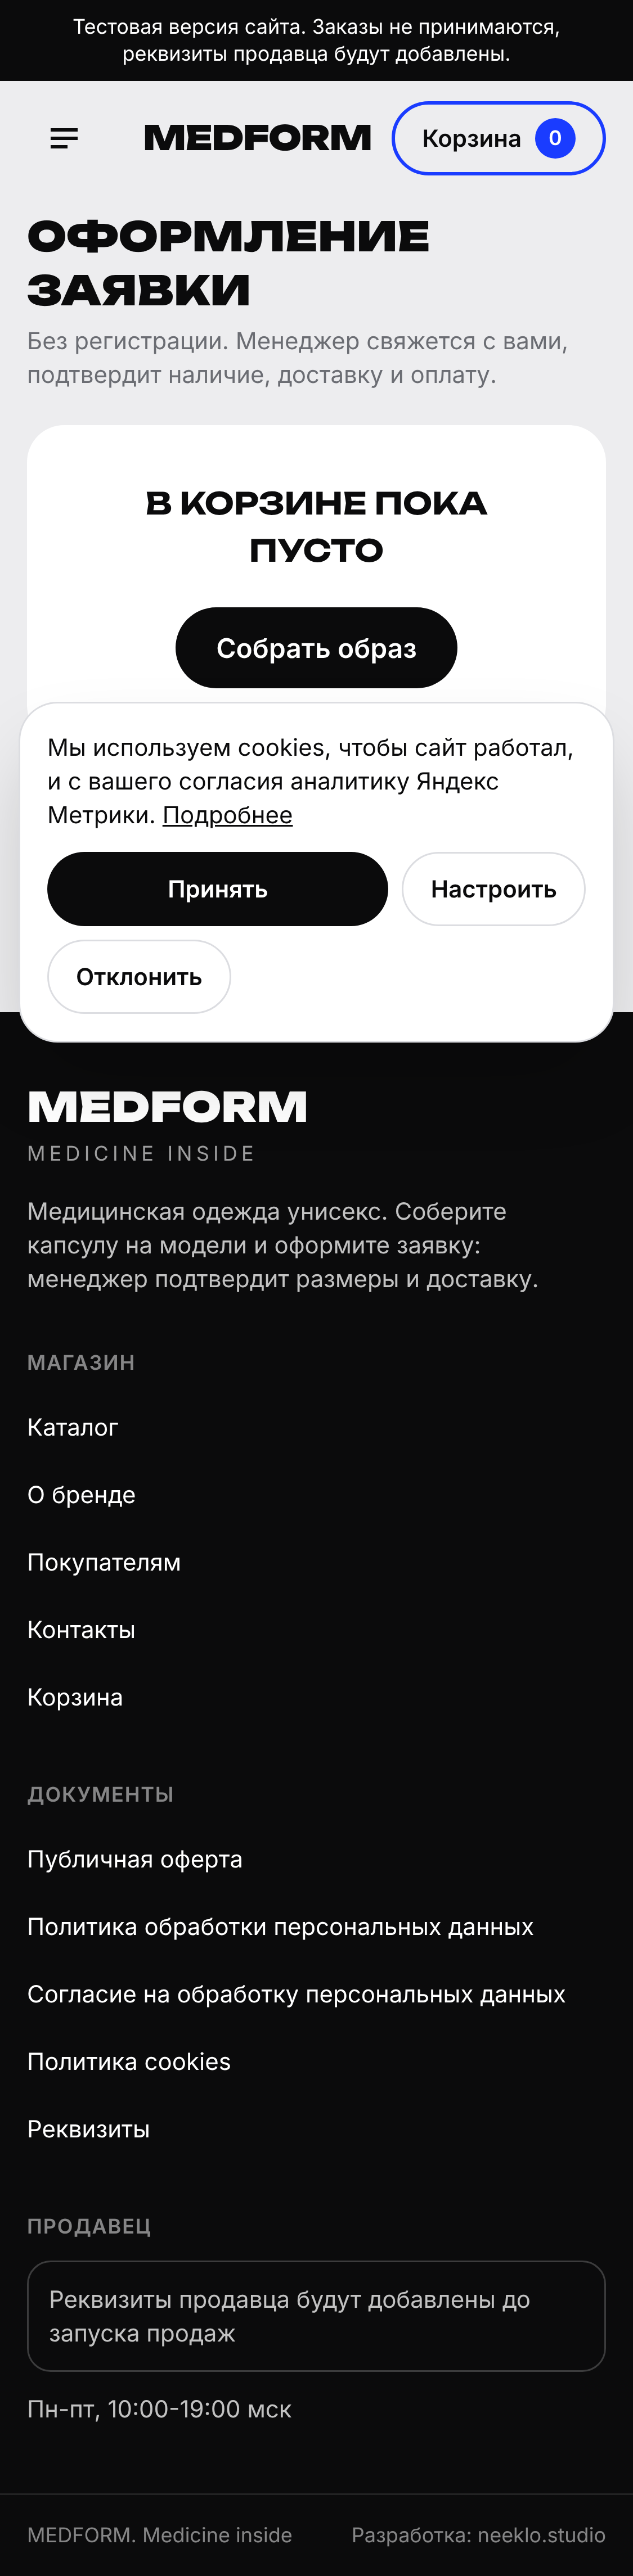 Тестовая версия сайта. Заказы не принимаются,
реквизиты продавца будут добавлены.
MEDFORM
Корзина 0
ОФОРМЛЕНИЕ
ЗАЯВКИ
Без регистрации. Менеджер свяжется с вами,
подтвердит наличие, доставку и оплату.
В КОРЗИНЕ ПОКА
ПУСТО
Собрать образ
Мы используем cookies, чтобы сайт работал,
и с вашего согласия аналитику Яндекс
Метрики. Подробнее
Принять
Настроить
Отклонить
MEDFORM
MEDICINE INSIDE
Медицинская одежда унисекс. Соберите
капсулу на модели и оформите заявку:
менеджер подтвердит размеры и доставку.
МАГАЗИН
Каталог
О бренде
Покупателям
Контакты
Корзина
ДОКУМЕНТЫ
Публичная оферта
Политика обработки персональных данных
Согласие на обработку персональных данных
Политика cookies
Реквизиты
ПРОДАВЕЦ
Реквизиты продавца будут добавлены до
запуска продаж
Пн-пт, 10:00-19:00 мск
MEDFORM. Medicine inside
Разработка: neeklo.studio